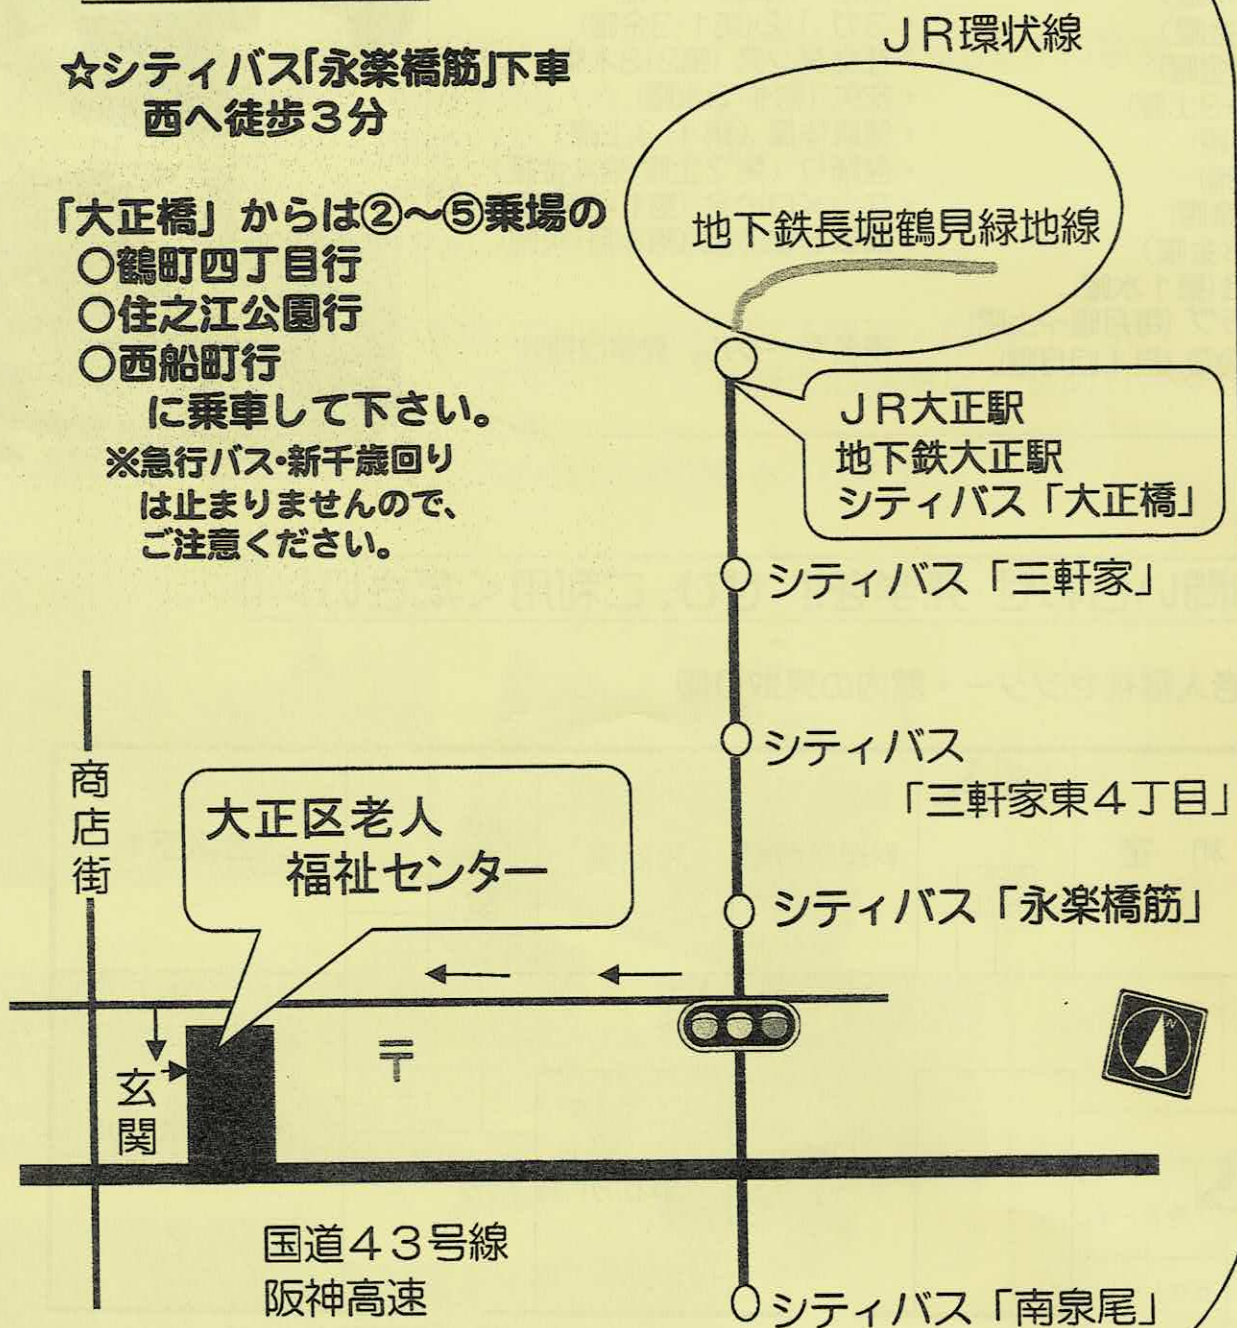 ☆シティバス「永楽橋筋」下車
西へ徒歩3分
「大正橋」からは②～⑤乗場の
○鶴町四丁目行
○住之江公園行
○西船町行
に乗車して下さい。
※急行バス・新千歳回り
は止まりませんので、
ご注意ください。
ＪＲ環状線
地下鉄長堀鶴見緑地線
ＪＲ大正駅
地下鉄大正駅
シティバス「大正橋」
シティバス「三軒家」
シティバス
「三軒家東４丁目」
シティバス「永楽橋筋」
商店街
大正区老人
福祉センター
玄関
〒
N
国道４３号線
阪神高速
シティバス「南泉尾」